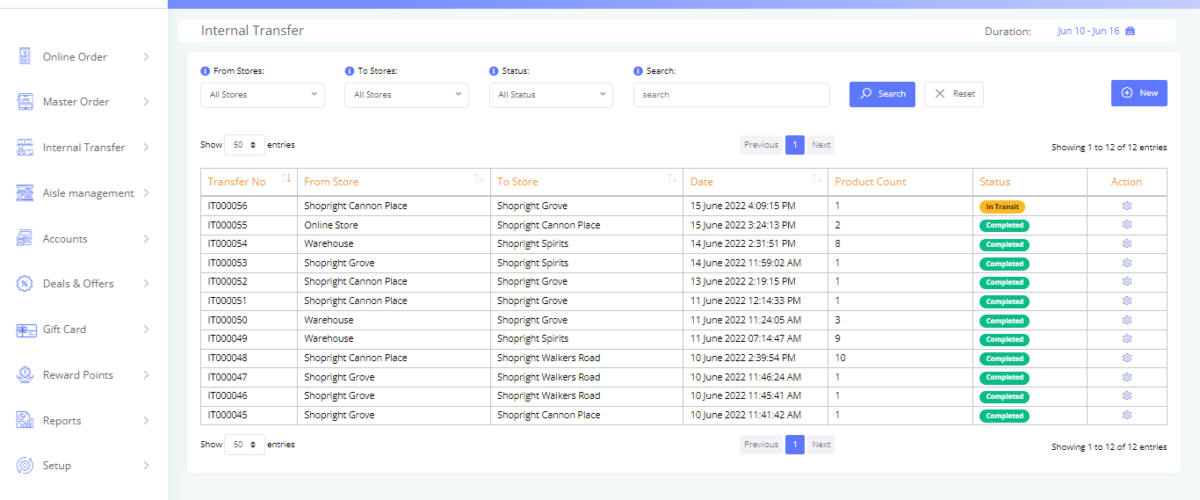 Internal Transfer Duration: Jun 10 - Jun 16
Online Order
Master Order
Internal Transfer
Aisle management
Accounts
Deals & Offers
Gift Card
Reward Points
Reports
Setup
From Stores: To Stores: Status: Search:
All Stores All Stores All Status search Search Reset New
Show 50 entries Previous 1 Next Showing 1 to 12 of 12 entries
Transfer No From Store To Store Date Product Count Status Action
IT000056 Shopright Cannon Place Shopright Grove 15 June 2022 4:09:15 PM 1 In Transit
IT000055 Online Store Shopright Cannon Place 15 June 2022 3:24:13 PM 2 Completed
IT000054 Warehouse Shopright Spirits 14 June 2022 2:31:51 PM 8 Completed
IT000053 Shopright Grove Shopright Spirits 14 June 2022 11:59:02 AM 1 Completed
IT000052 Shopright Cannon Place Shopright Grove 13 June 2022 2:19:15 PM 1 Completed
IT000051 Shopright Cannon Place Shopright Grove 11 June 2022 12:14:33 PM 1 Completed
IT000050 Warehouse Shopright Grove 11 June 2022 11:24:05 AM 3 Completed
IT000049 Warehouse Shopright Spirits 11 June 2022 07:14:47 AM 9 Completed
IT000048 Shopright Cannon Place Shopright Walkers Road 10 June 2022 2:39:54 PM 10 Completed
IT000047 Shopright Grove Shopright Walkers Road 10 June 2022 11:46:24 AM 1 Completed
IT000046 Shopright Grove Shopright Walkers Road 10 June 2022 11:45:41 AM 1 Completed
IT000045 Shopright Grove Shopright Cannon Place 10 June 2022 11:41:42 AM 1 Completed
Show 50 entries Previous 1 Next Showing 1 to 12 of 12 entries